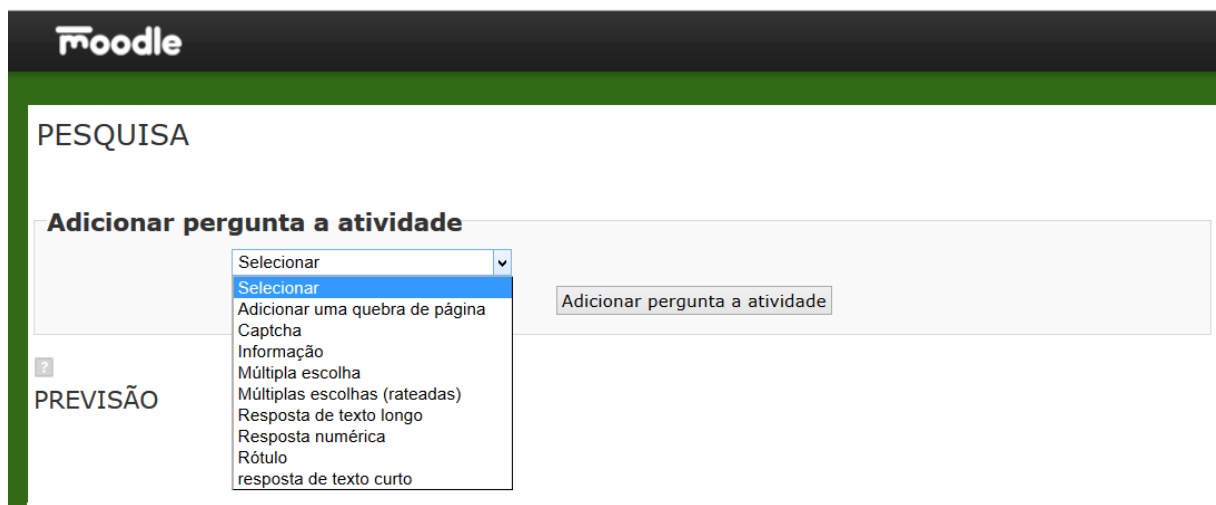 moodle
PESQUISA
Adicionar pergunta a atividade
Selecionar
Selecionar
Adicionar uma quebra de página
Captcha
Informação
Múltipla escolha
Múltiplas escolhas (rateadas)
Resposta de texto longo
Resposta numérica
Rótulo
resposta de texto curto
Adicionar pergunta a atividade
?
PREVISÃO